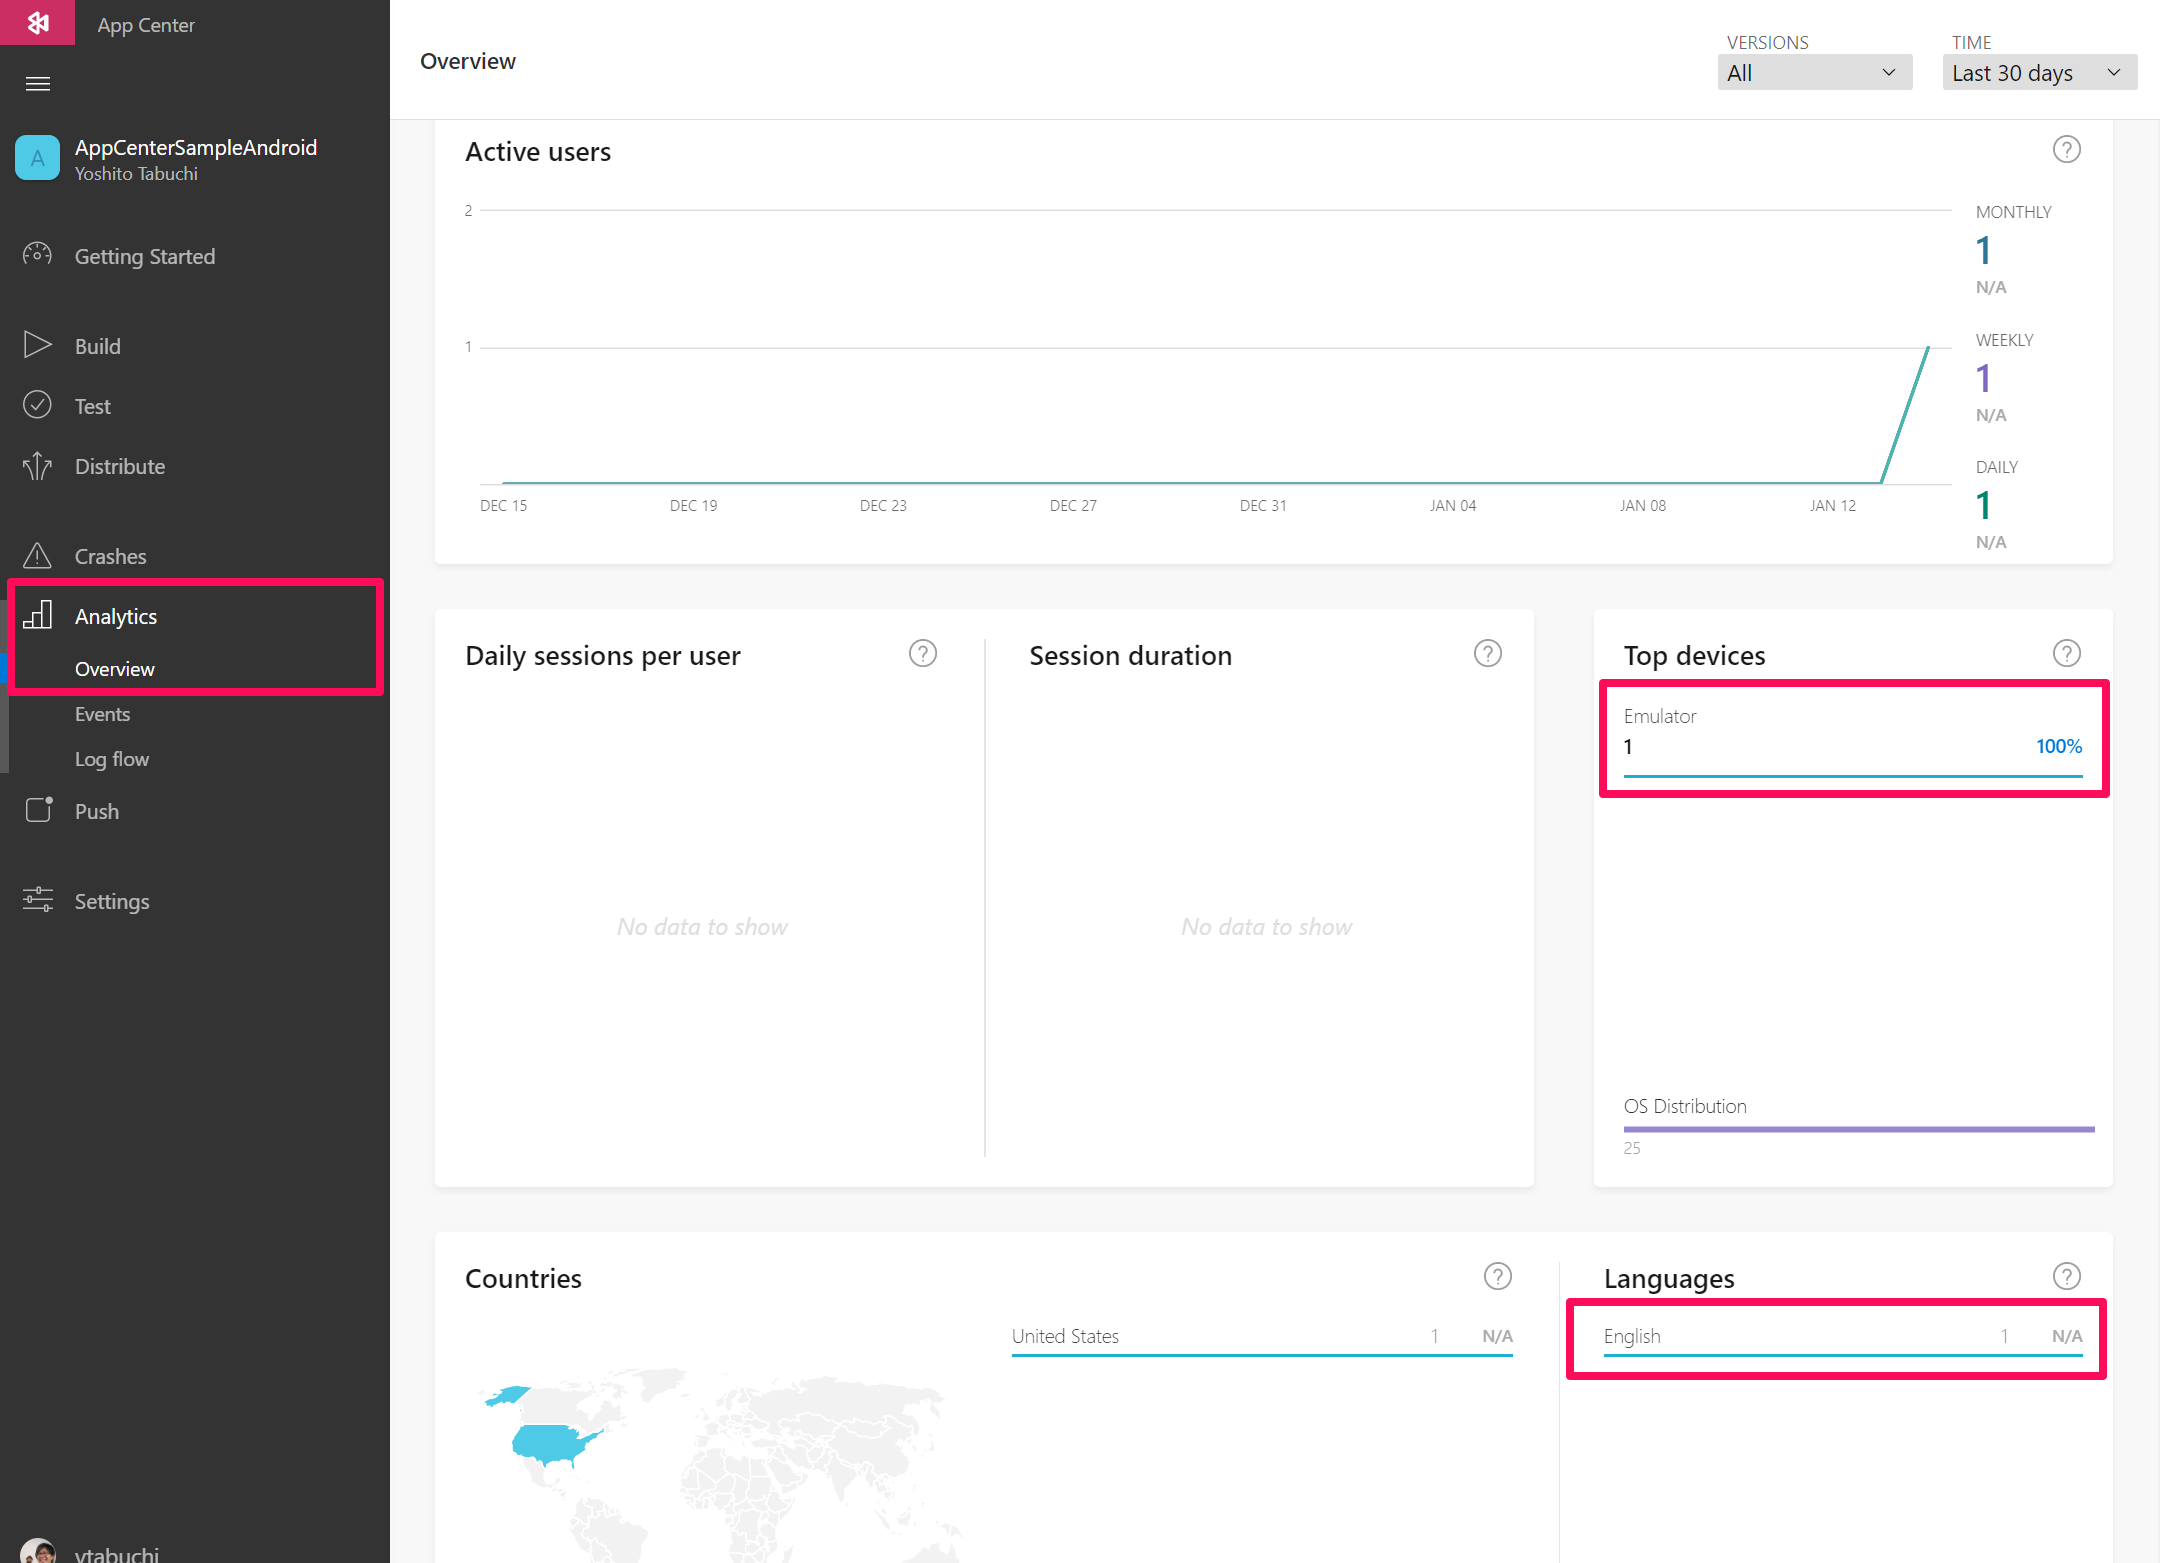 App Center
AppCenterSampleAndroid
Yoshito Tabuchi
A
Getting Started
Build
Test
Distribute
Crashes
Analytics
Overview
Events
Log flow
Push
Settings
ytabuchi
Overview
VERSIONS
All
TIME
Last 30 days
Active users
?
2
1
DEC 15 DEC 19 DEC 23 DEC 27 DEC 31 JAN 04 JAN 08 JAN 12
MONTHLY
1
N/A
WEEKLY
1
N/A
DAILY
1
N/A
Daily sessions per user ?
No data to show
Session duration ?
No data to show
Top devices ?
Emulator
1 100%
OS Distribution
25
Countries ?
United States 1 N/A
Languages ?
English 1 N/A